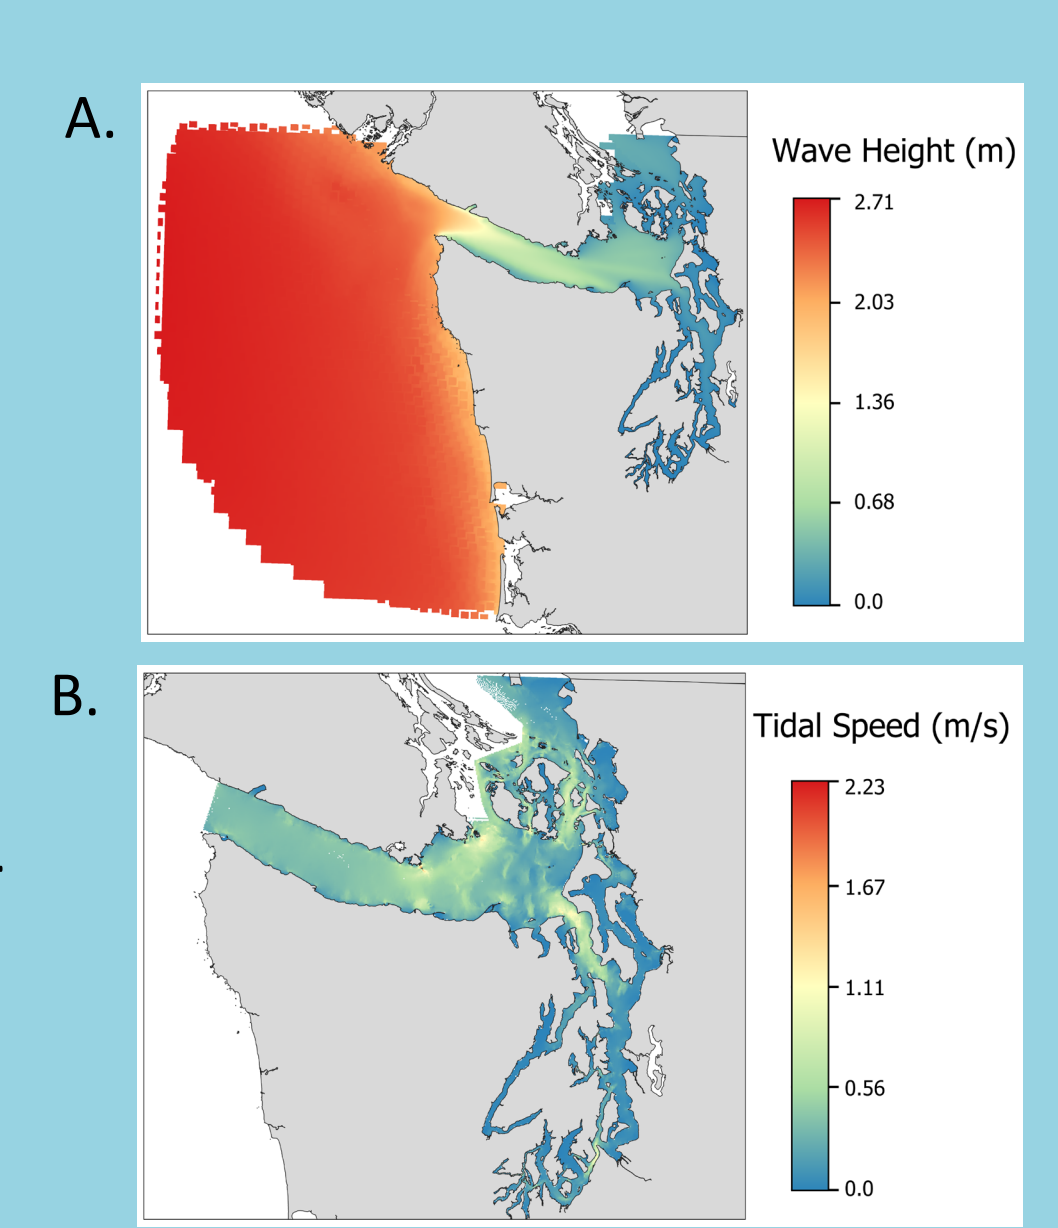 A.
Wave Height (m)
2.71
2.03
1.36
0.68
0.0
B.
Tidal Speed (m/s)
2.23
1.67
1.11
0.56
0.0